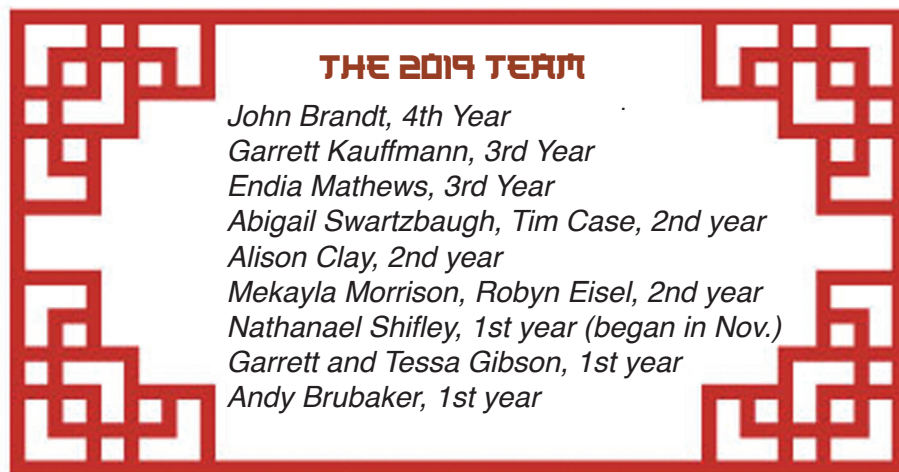 THE 2019 TEAM
John Brandt, 4th Year
Garrett Kauffmann, 3rd Year
Endia Mathews, 3rd Year
Abigail Swartzbaugh, Tim Case, 2nd year
Alison Clay, 2nd year
Mekayla Morrison, Robyn Eisel, 2nd year
Nathanael Shifley, 1st year (began in Nov.)
Garrett and Tessa Gibson, 1st year
Andy Brubaker, 1st year